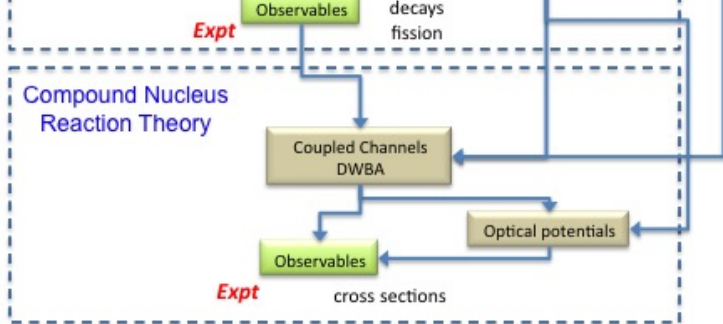 Observables
decays
fission
Expt
Compound Nucleus
Reaction Theory
Coupled Channels
DWBA
Optical potentials
Observables
Expt
cross sections